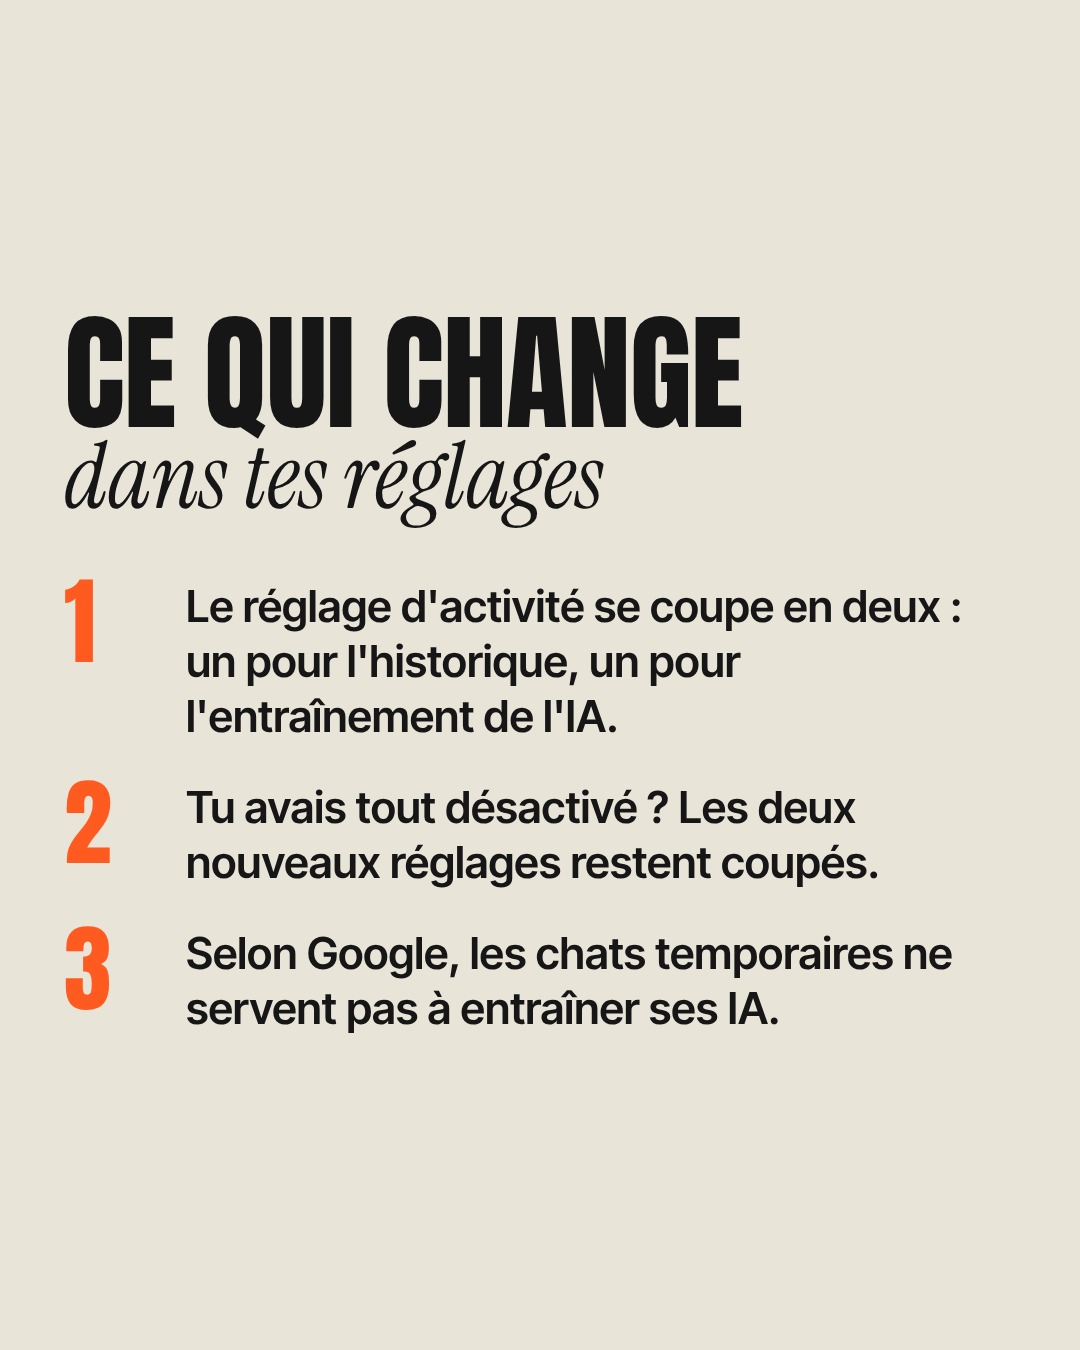 CE QUI CHANGE
dans tes réglages
1
Le réglage d'activité se coupe en deux :
un pour l'historique, un pour
l'entraînement de l'IA.
2
Tu avais tout désactivé ? Les deux
nouveaux réglages restent coupés.
3
Selon Google, les chats temporaires ne
servent pas à entraîner ses IA.